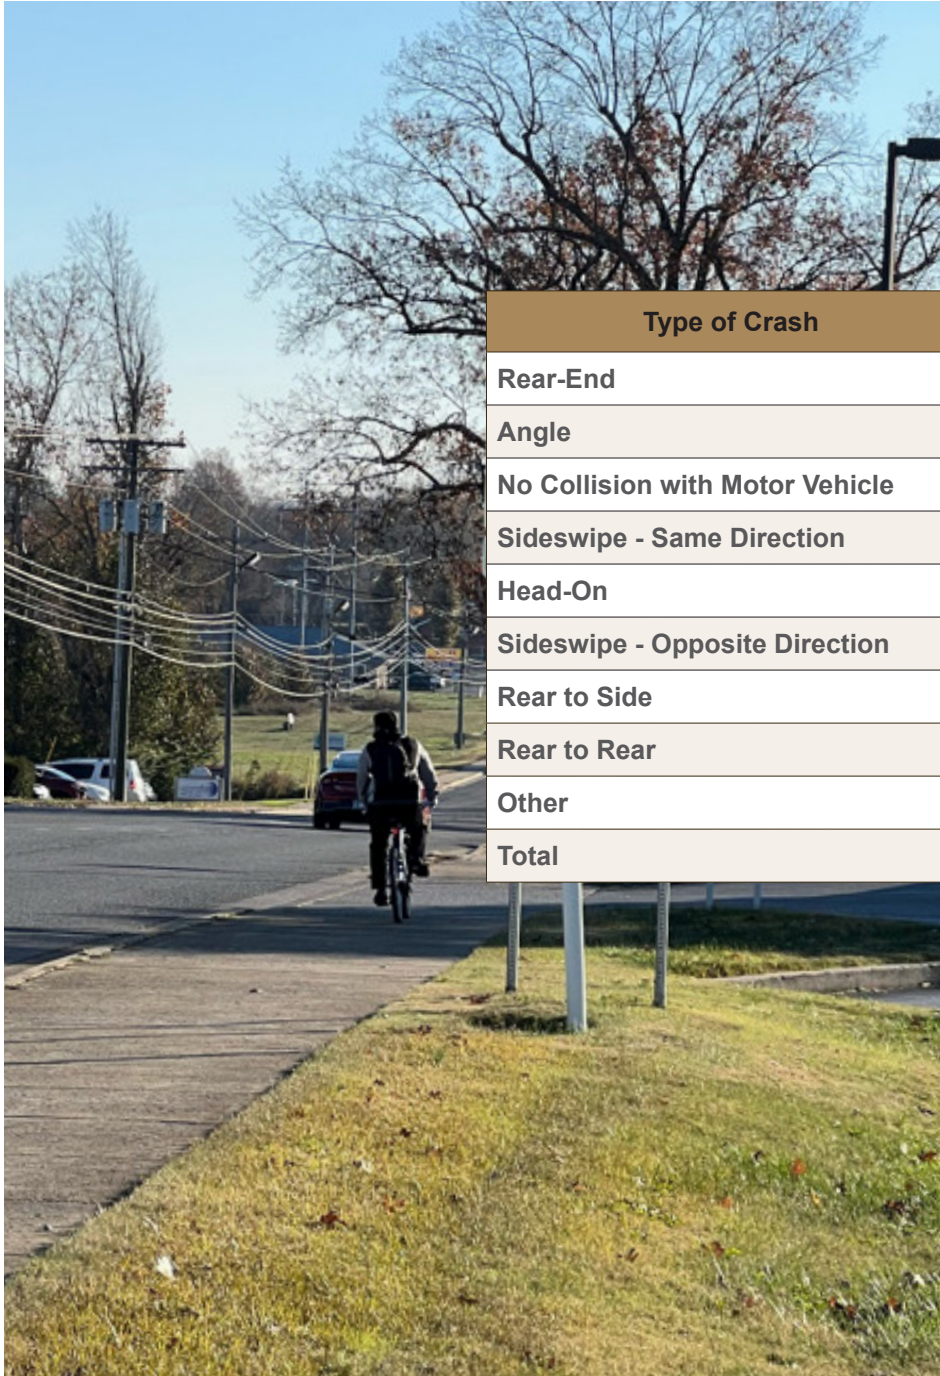 Type of Crash
Rear-End
Angle
No Collision with Motor Vehicle
Sideswipe - Same Direction
Head-On
Sideswipe - Opposite Direction
Rear to Side
Rear to Rear
Other
Total